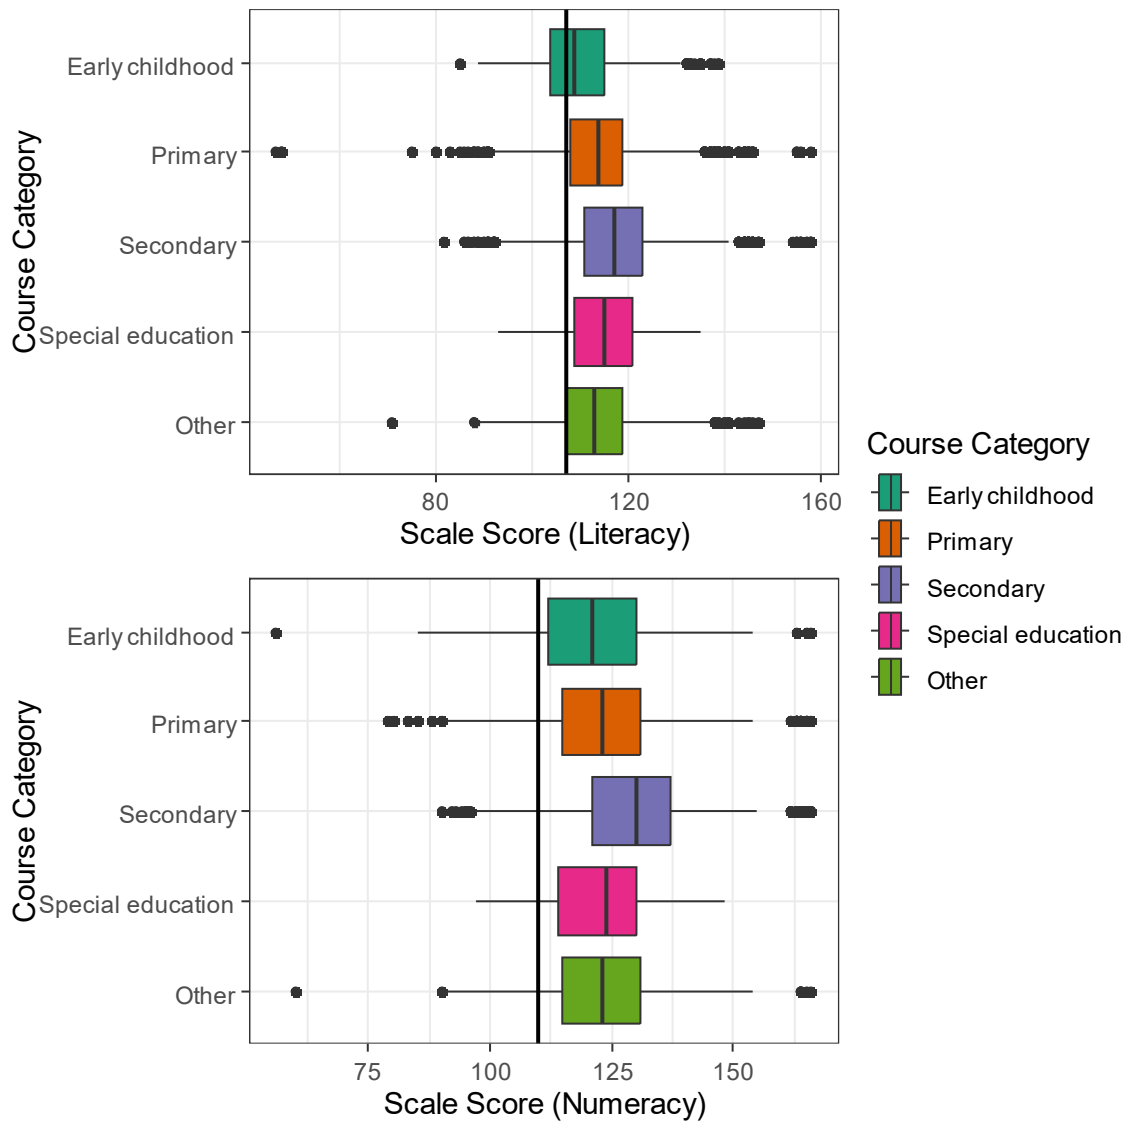 Course Category
Early childhood
Primary
Secondary
Special education
Other
80
120
160
Scale Score (Literacy)
Course Category
Early childhood
Primary
Secondary
Special education
Other
75
100
125
150
Scale Score (Numeracy)
Course Category
Early childhood
Primary
Secondary
Special education
Other